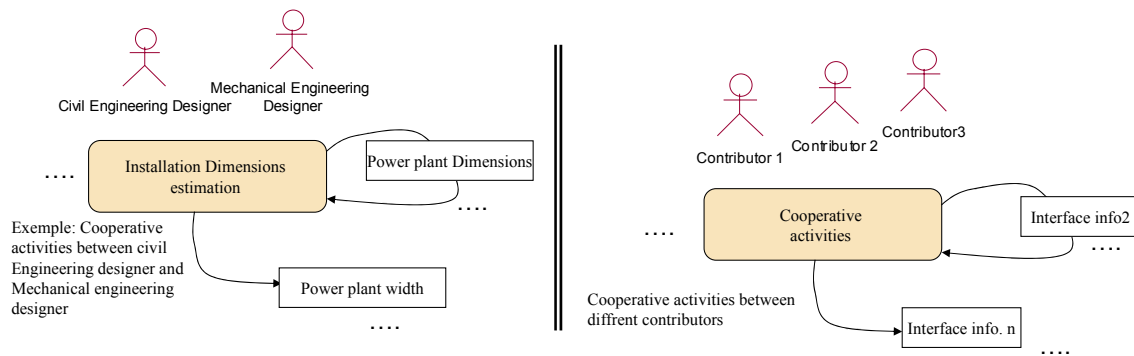 Civil Engineering Designer
Mechanical Engineering
Designer
Installation Dimensions
estimation
Power plant Dimensions
....
....
Exemple: Cooperative
activities between civil
Engineering designer and
Mechanical engineering
designer
Power plant width
....
Contributor 1
Contributor 2
Contributor3
Cooperative
activities
Interface info2
....
....
Cooperative activities between
diffrent contributors
Interface info. n
....